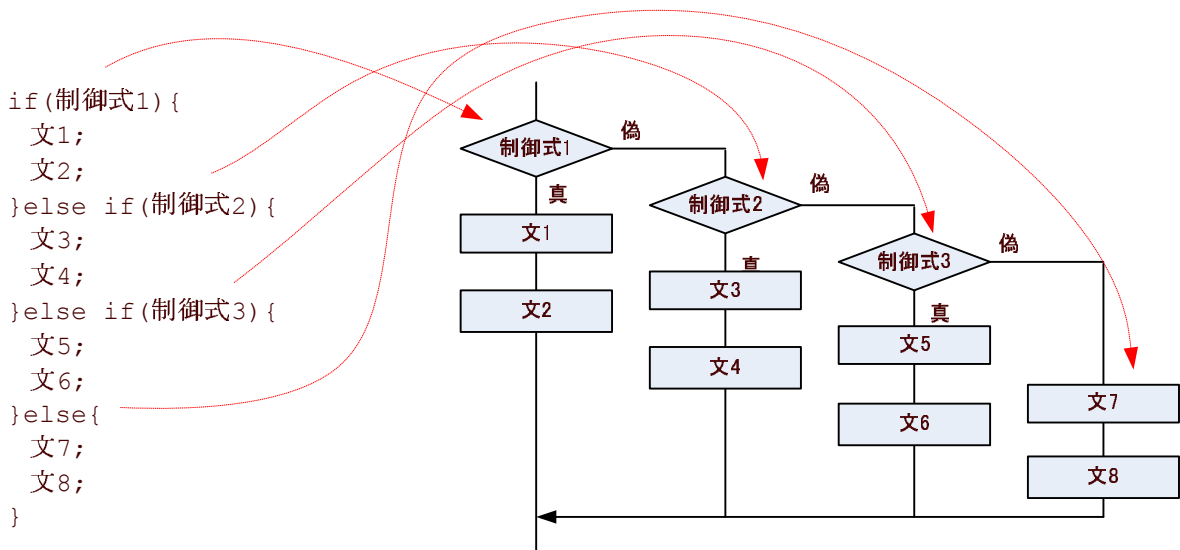 if(制御式1){
文1;
文2;
}else if(制御式2){
文3;
文4;
}else if(制御式3){
文5;
文6;
}else{
文7;
文8;
}
制御式1
偽
真
文1
文2
制御式2
偽
真
文3
文4
制御式3
偽
真
文5
文6
文7
文8